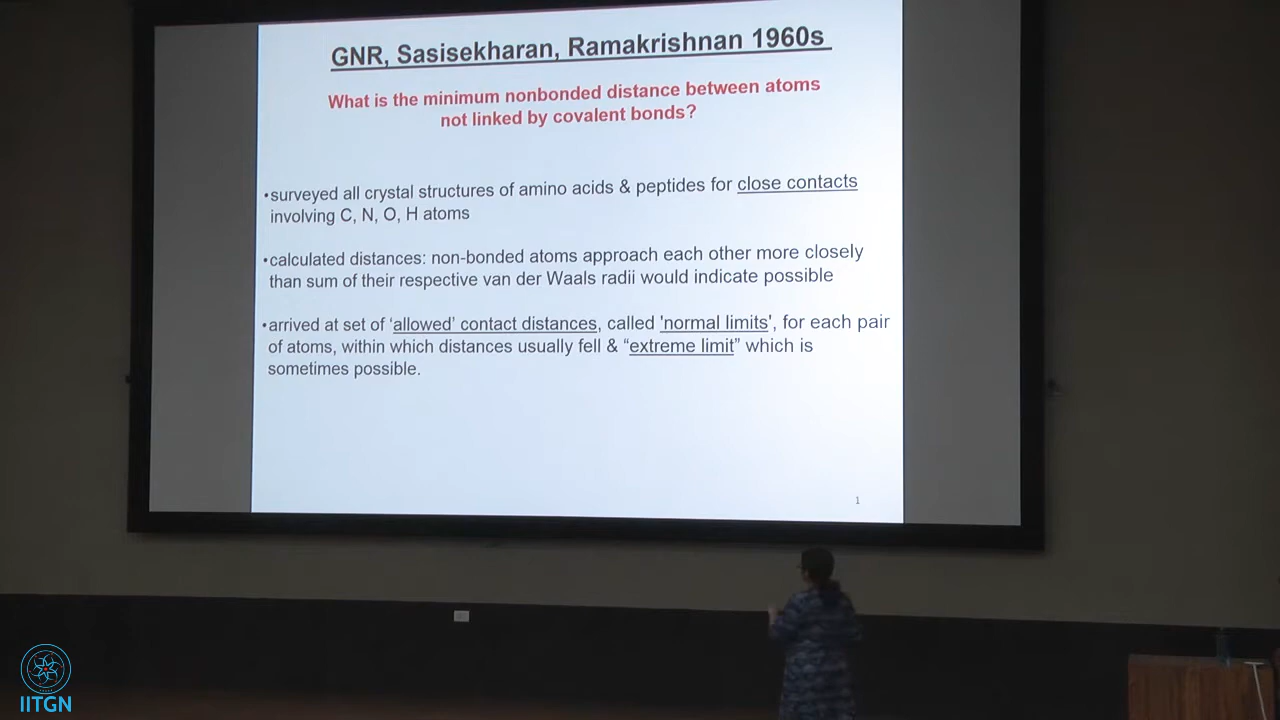 GNR, Sasisekharan, Ramakrishnan 1960s
What is the minimum nonbonded distance between atoms
not linked by covalent bonds?
•surveyed all crystal structures of amino acids & peptides for close contacts
involving C, N, O, H atoms
•calculated distances: non-bonded atoms approach each other more closely
than sum of their respective van der Waals radii would indicate possible
•arrived at set of ‘allowed’ contact distances, called 'normal limits', for each pair
of atoms, within which distances usually fell & “extreme limit” which is
sometimes possible.
1
IITGN